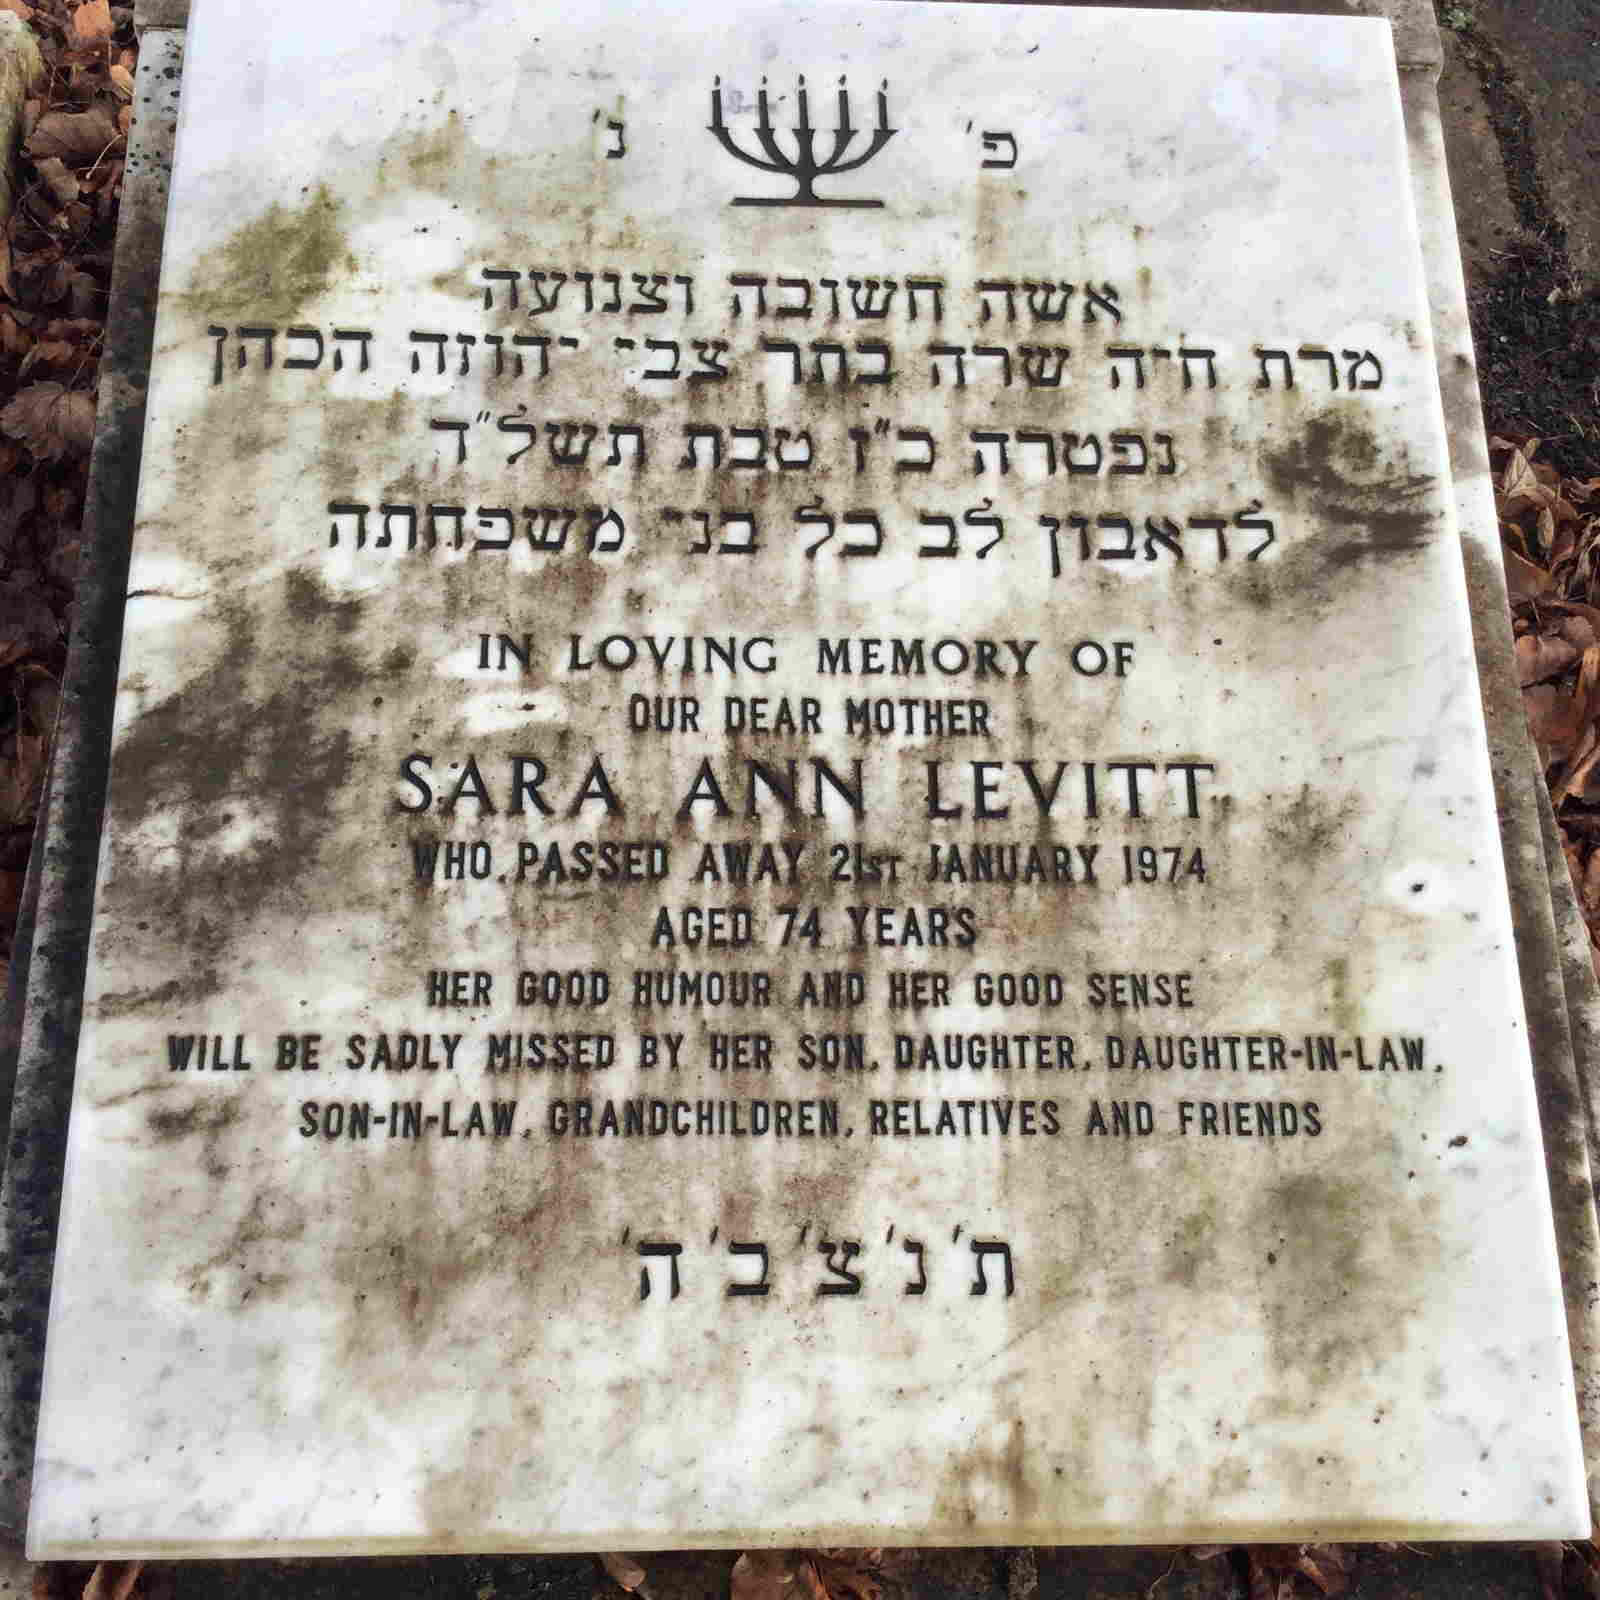 פ׳ נ׳
אשה חשובה וצנועה
מרת חיה שרה בחר צבי יהודה הכהן
נפטרה כ"ז טבת תשל"ד
לדאבון לב כל בני משפחתה
IN LOVING MEMORY OF
OUR DEAR MOTHER
SARA ANN LEVITT
WHO PASSED AWAY 21ST JANUARY 1974
AGED 74 YEARS
HER GOOD HUMOUR AND HER GOOD SENSE
WILL BE SADLY MISSED BY HER SON, DAUGHTER, DAUGHTER-IN-LAW,
SON-IN-LAW, GRANDCHILDREN, RELATIVES AND FRIENDS
ת׳ נ׳ צ׳ ב׳ ה׳